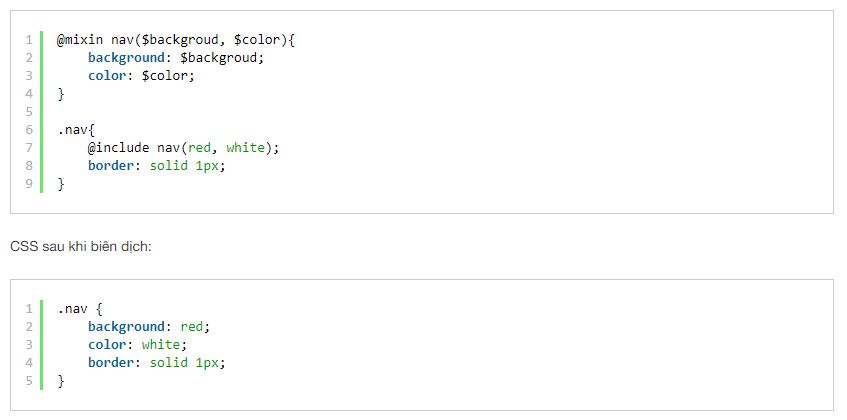 1 @mixin nav($backgroud, $color){
2     background: $backgroud;
3     color: $color;
4 }
5
6 .nav{
7     @include nav(red, white);
8     border: solid 1px;
9 }
CSS sau khi biên dịch:
1 .nav {
2     background: red;
3     color: white;
4     border: solid 1px;
5 }